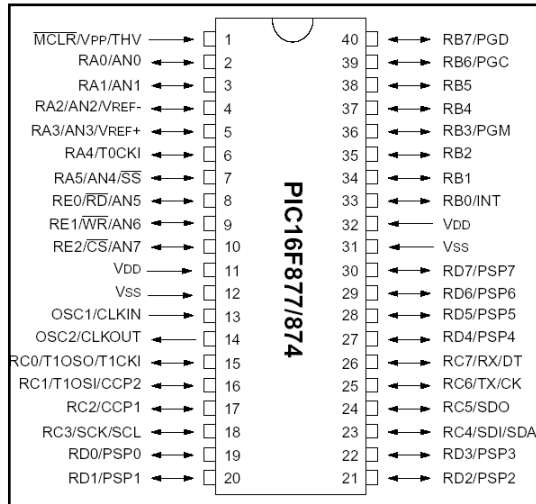 MCLR/VPP/THV 1 40 RB7/PGD
RA0/AN0 2 39 RB6/PGC
RA1/AN1 3 38 RB5
RA2/AN2/VREF- 4 37 RB4
RA3/AN3/VREF+ 5 36 RB3/PGM
RA4/T0CKI 6 35 RB2
RA5/AN4/SS 7 34 RB1
RE0/RD/AN5 8 33 RB0/INT
RE1/WR/AN6 9 32 VDD
RE2/CS/AN7 10 31 VSS
VDD 11 30 RD7/PSP7
VSS 12 29 RD6/PSP6
OSC1/CLKIN 13 28 RD5/PSP5
OSC2/CLKOUT 14 27 RD4/PSP4
RC0/T1OSO/T1CKI 15 26 RC7/RX/DT
RC1/T1OSI/CCP2 16 25 RC6/TX/CK
RC2/CCP1 17 24 RC5/SDO
RC3/SCK/SCL 18 23 RC4/SDI/SDA
RD0/PSP0 19 22 RD3/PSP3
RD1/PSP1 20 21 RD2/PSP2
PIC16F877/874